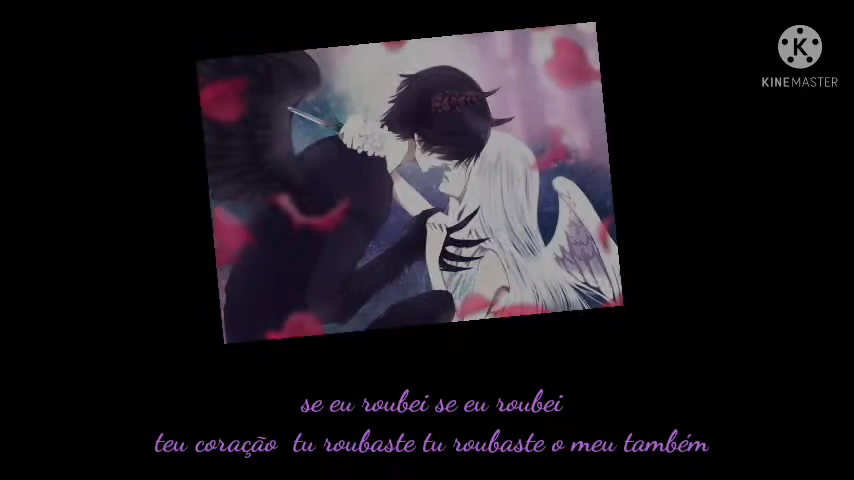 K
KINEMASTER
se eu roubei se eu roubei
teu coração tu roubaste tu roubaste o meu também